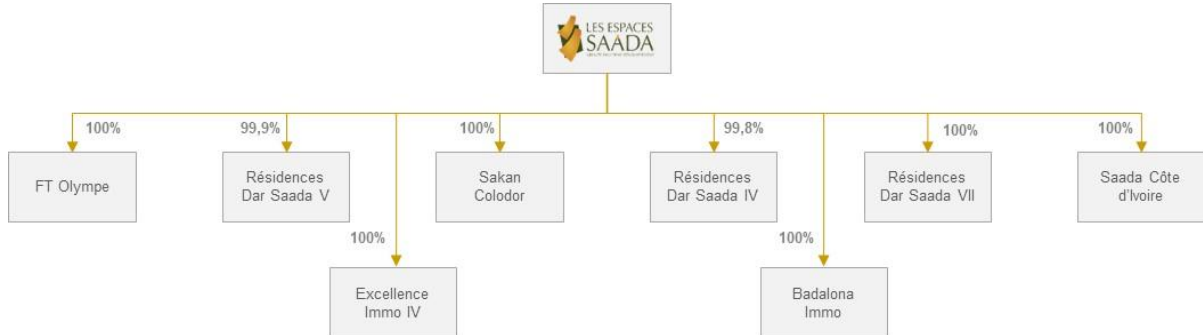 LES ESPACES
SAADA
100%
99,9%
100%
99,8%
100%
100%
FT Olympe
Résidences
Dar Saada V
Sakan
Colodor
Résidences
Dar Saada IV
Résidences
Dar Saada VII
Saada Côte
d'Ivoire
100%
100%
Excellence
Immo IV
Badalona
Immo